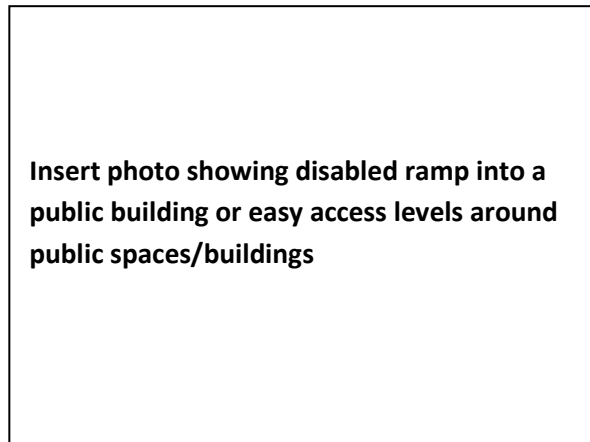 Insert photo showing disabled ramp into a
public building or easy access levels around
public spaces/buildings